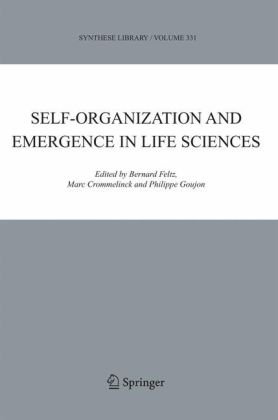 SYNTHESE LIBRARY / VOLUME 331
SELF-ORGANIZATION AND
EMERGENCE IN LIFE SCIENCES
Edited by Bernard Feltz,
Marc Crommelinck and Philippe Goujon
Springer